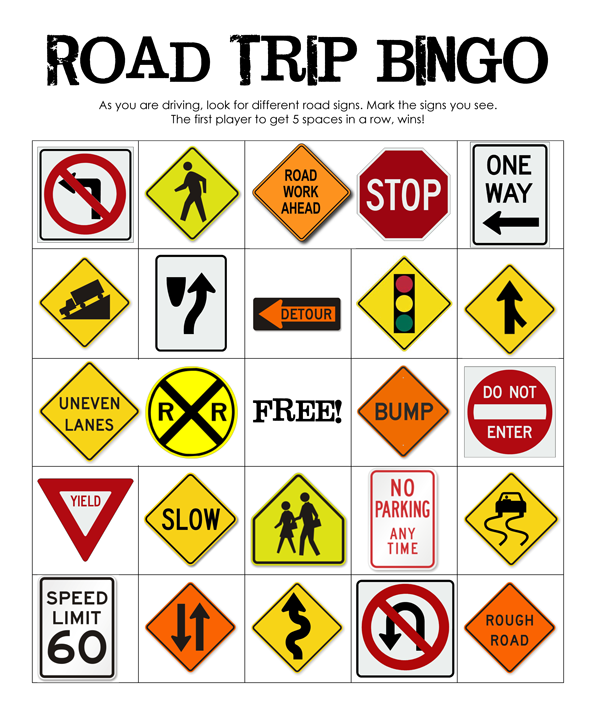 ROAD TRIP BINGO
As you are driving, look for different road signs. Mark the signs you see.
The first player to get 5 spaces in a row, wins!
ROAD
WORK
AHEAD
STOP
ONE
WAY
DETOUR
UNEVEN
LANES
R R
FREE!
BUMP
DO NOT
ENTER
YIELD
SLOW
NO
PARKING
ANY
TIME
SPEED
LIMIT
60
ROUGH
ROAD